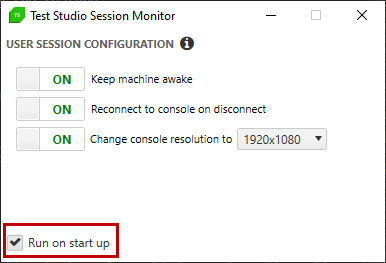 TS Test Studio Session Monitor
USER SESSION CONFIGURATION i
ON Keep machine awake
ON Reconnect to console on disconnect
ON Change console resolution to 1920x1080
Run on start up